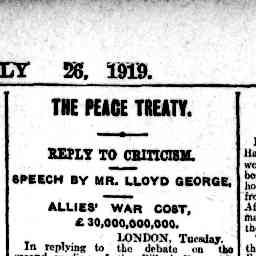 LY 26, 1919.
THE PEACE TREATY.
REPLY TO CRITICISM.
SPEECH BY MR. LLOYD GEORGE,
ALLIES' WAR COST,
£30,000,000,000.
LONDON, Tuesday.
In replying to the debate on the